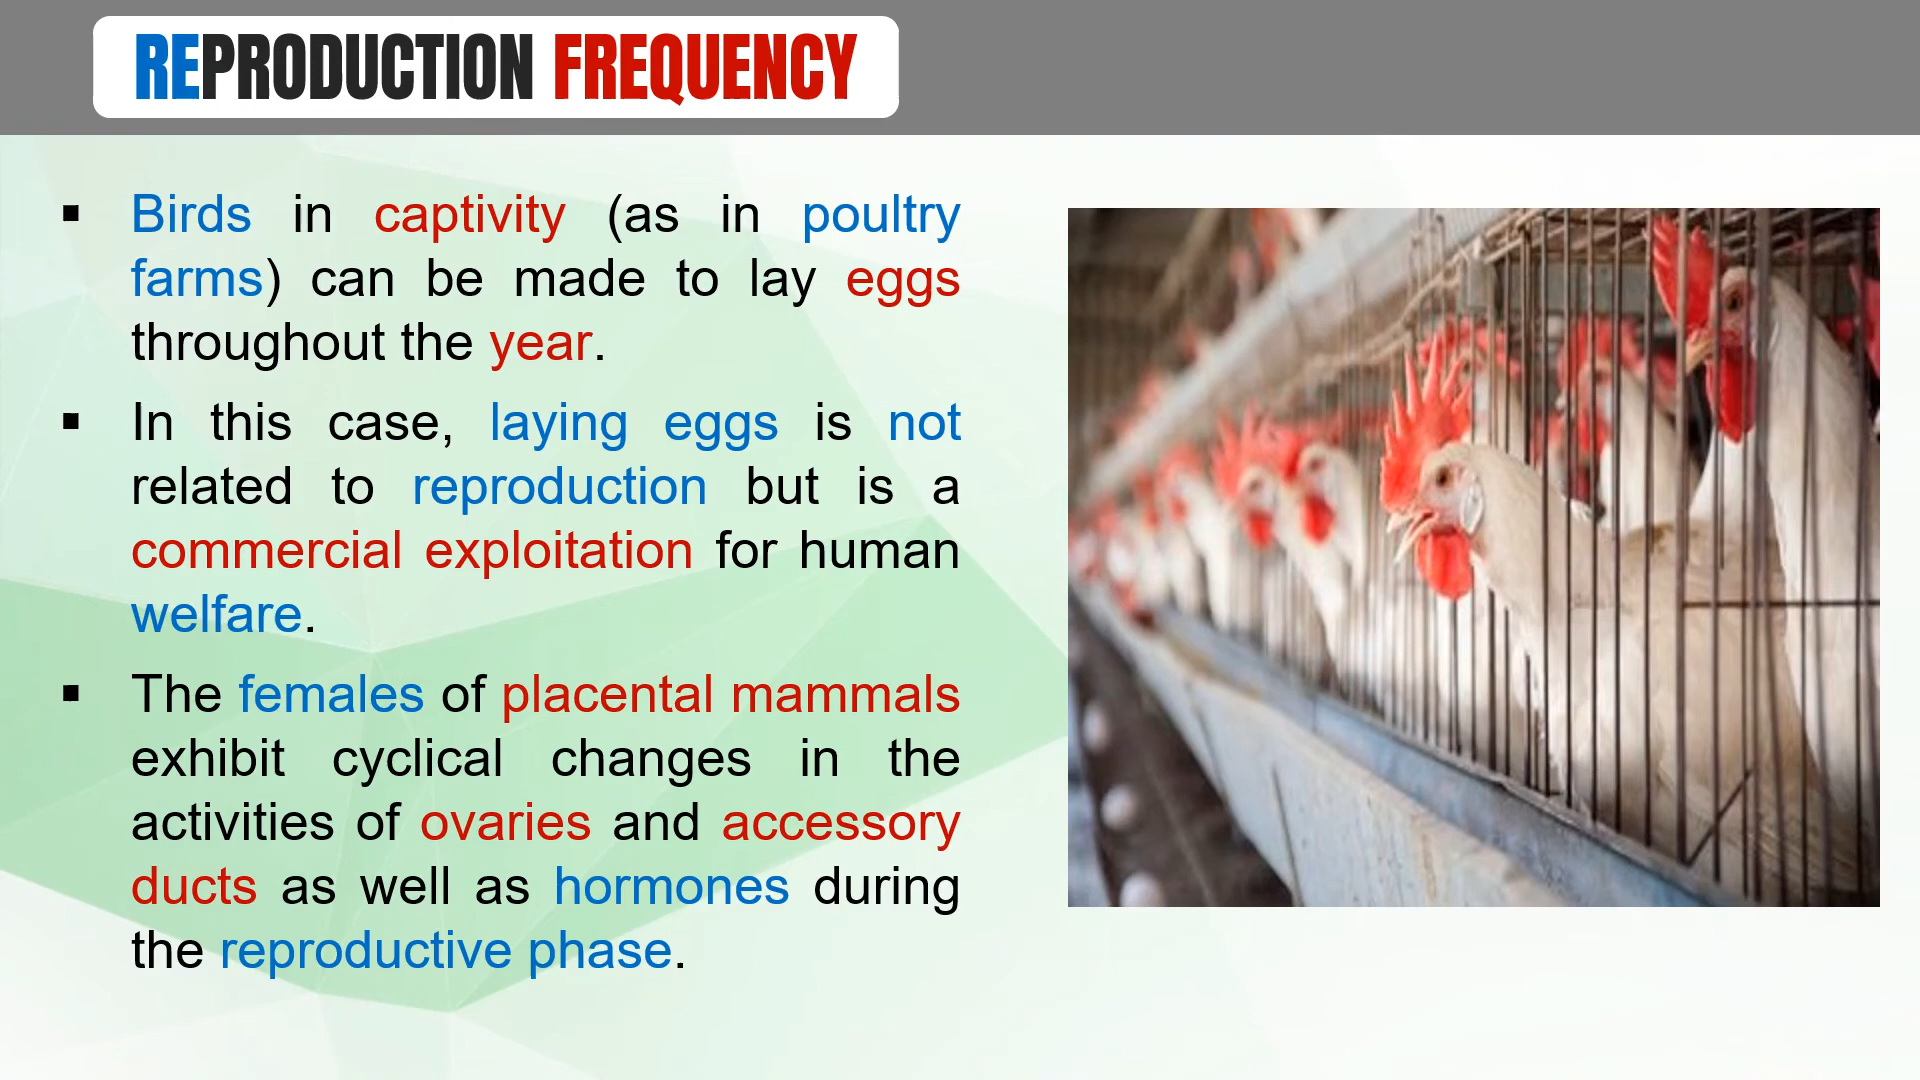 REPRODUCTION FREQUENCY
▪ Birds in captivity (as in poultry
farms) can be made to lay eggs
throughout the year.
▪ In this case, laying eggs is not
related to reproduction but is a
commercial exploitation for human
welfare.
▪ The females of placental mammals
exhibit cyclical changes in the
activities of ovaries and accessory
ducts as well as hormones during
the reproductive phase.